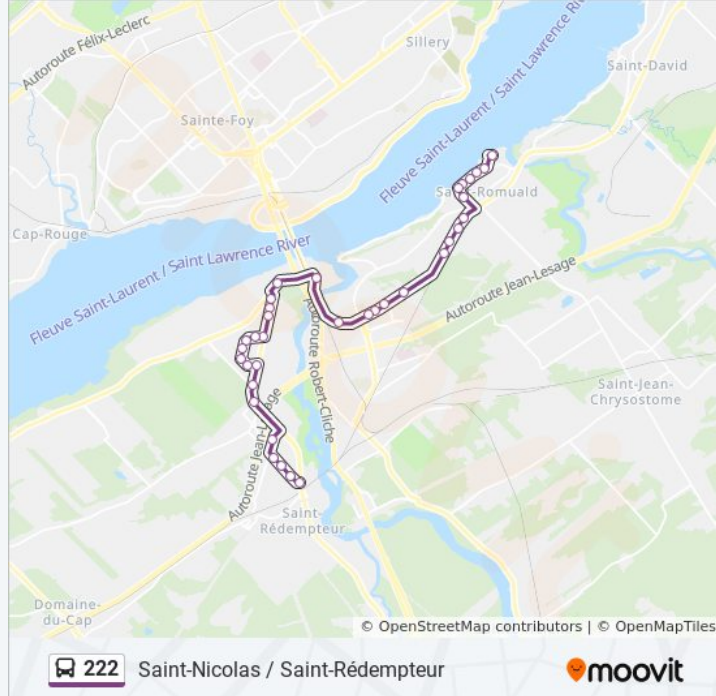 Autoroute Félix-Leclerc
Sillery
Fleuve Saint-Laurent / Saint Lawrence River
Saint-David
Sainte-Foy
Saint-Romuald
Cap-Rouge
Fleuve Saint-Laurent / Saint Lawrence River
Autoroute Jean-Lesage
Autoroute Robert-Cliche
Saint-Jean-
Chrysostome
Autoroute Jean-Lesage
Saint-
Rédempteur
Domaine-
du-Cap
© OpenStreetMap contributors | © OpenMapTiles
222 Saint-Nicolas / Saint-Rédempteur
moovit